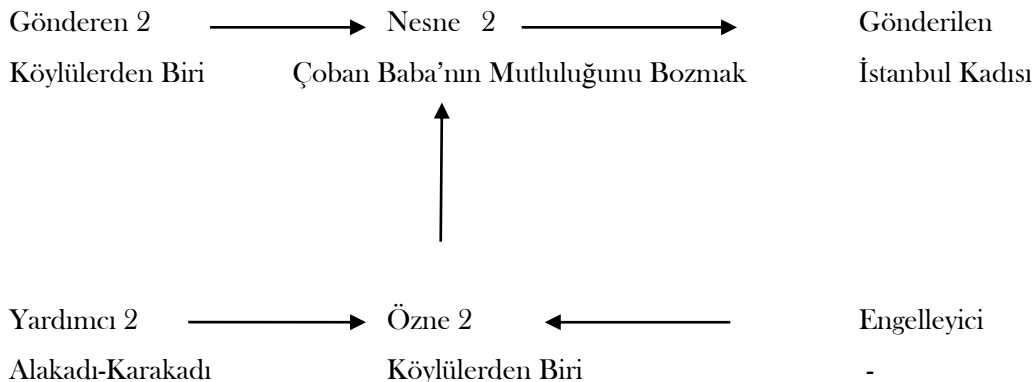 Gönderen 2 Nesne 2 Gönderilen
Köylülerden Biri Çoban Baba’nın Mutluluğunu Bozmak İstanbul Kadısı
Yardımcı 2 Özne 2 Engelleyici
Alakadı-Karakadı Köylülerden Biri -